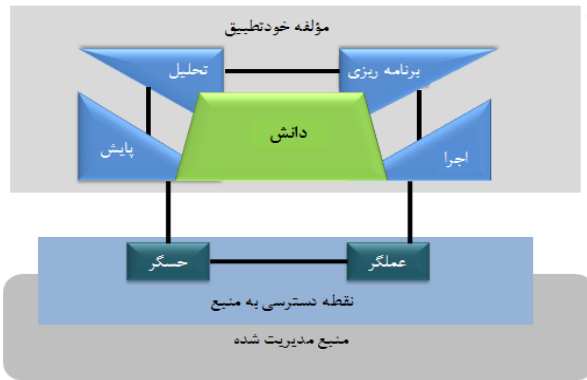 مؤلفه خودتطبیق
برنامه ریزی
تحلیل
دانش
اجرا
پایش
عملگر
حسگر
نقطه دسترسی به منبع
منبع مدیریت شده